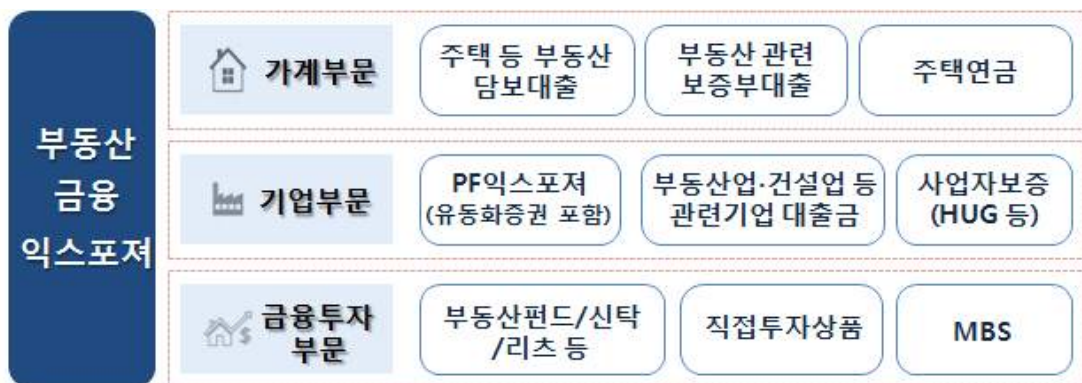 부동산
금융
익스포져
가계부문
주택 등 부동산
담보대출
부동산 관련
보증부대출
주택연금
기업부문
PF익스포져
(유동화증권 포함)
부동산업·건설업 등
관련기업 대출금
사업자보증
(HUG 등)
금융투자
부문
부동산펀드/신탁
/리츠 등
직접투자상품
MBS